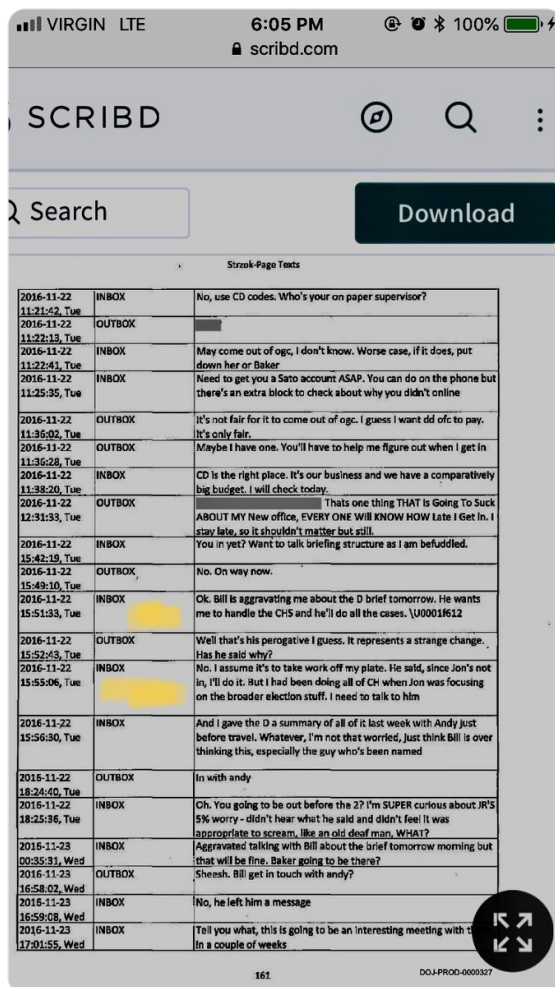 VIRGIN LTE 6:05 PM 100%
scribd.com
SCRIBD
Search Download
Strzok-Page Texts
2016-11-22 INBOX No, use CD codes. Who's your on paper supervisor?
11:21:42, Tue
2016-11-22 OUTBOX
11:22:13, Tue
2016-11-22 INBOX May come out of ogc, I don't know. Worse case, if it does, put
11:22:41, Tue down her or Baker
2016-11-22 INBOX Need to get you a Sato account ASAP. You can do on the phone but
11:25:35, Tue there's an extra block to check about why you didn't online
2016-11-22 OUTBOX It's not fair for it to come out of ogc. I guess I want dd ofc to pay.
11:36:02, Tue It's only fair.
2016-11-22 OUTBOX Maybe I have one. You'll have to help me figure out when I get in
11:36:28, Tue
2016-11-22 INBOX CD is the right place. It's our business and we have a comparatively
11:38:20, Tue big budget. I will check today.
2016-11-22 OUTBOX Thats one thing THAT Is Going To Suck
12:31:33, Tue ABOUT MY New office, EVERY ONE Will KNOW HOW Late I Get In. I
stay late, so it shouldn't matter but still.
2016-11-22 INBOX You in yet? Want to talk briefing structure as I am befuddled.
15:42:19, Tue
2016-11-22 OUTBOX No. On way now.
15:49:10, Tue
2016-11-22 INBOX Ok. Bill is aggravating me about the D brief tomorrow. He wants
15:51:33, Tue me to handle the CHS and he'll do all the cases. \U0001f612
2016-11-22 OUTBOX Well that's his perogative I guess. It represents a strange change.
15:52:43, Tue Has he said why?
2016-11-22 INBOX No. I assume it's to take work off my plate. He said, since Jon's not
15:55:06, Tue in, I'll do it. But I had been doing all of CH when Jon was focusing
on the broader election stuff. I need to talk to him
2016-11-22 INBOX And I gave the D a summary of all of it last week with Andy just
15:56:30, Tue before travel. Whatever, I'm not that worried, just think Bill is over
thinking this, especially the guy who's been named
2016-11-22 OUTBOX In with andy
18:24:40, Tue
2016-11-22 INBOX Oh. You going to be out before the 2? I'm SUPER curious about JR'S
18:25:36, Tue 5% worry - didn't hear what he said and didn't feel it was
appropriate to scream, like an old deaf man, WHAT?
2016-11-23 INBOX Aggravated talking with Bill about the brief tomorrow morning but
00:35:31, Wed that will be fine. Baker going to be there?
2016-11-23 OUTBOX Sheesh. Bill get in touch with andy?
16:58:02, Wed
2016-11-23 INBOX No, he left him a message
16:59:08, Wed
2016-11-23 INBOX Tell you what, this is going to be an interesting meeting with
17:01:55, Wed in a couple of weeks
161 DOJ-PROD-0000327